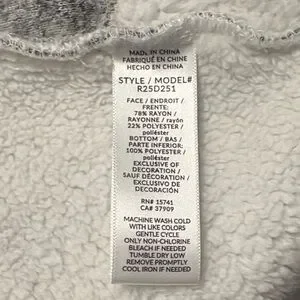 MADE IN CHINA
FABRIQUÉ EN CHINE
HECHO EN CHINA
STYLE / MODEL#
R25D251
FACE / ENDROIT /
FRENTE:
78% RAYON /
RAYONNE / rayón
22% POLYESTER /
poliéster
BOTTOM / BAS /
PARTE INFERIOR:
100% POLYESTER /
poliéster
EXCLUSIVE OF
DECORATION /
SAUF DÉCORATION /
EXCLUSIVO DE
DECORACIÓN
RN# 15741
CA# 37909
MACHINE WASH COLD
WITH LIKE COLORS
GENTLE CYCLE
ONLY NON-CHLORINE
BLEACH IF NEEDED
TUMBLE DRY LOW
REMOVE PROMPTLY
COOL IRON IF NEEDED